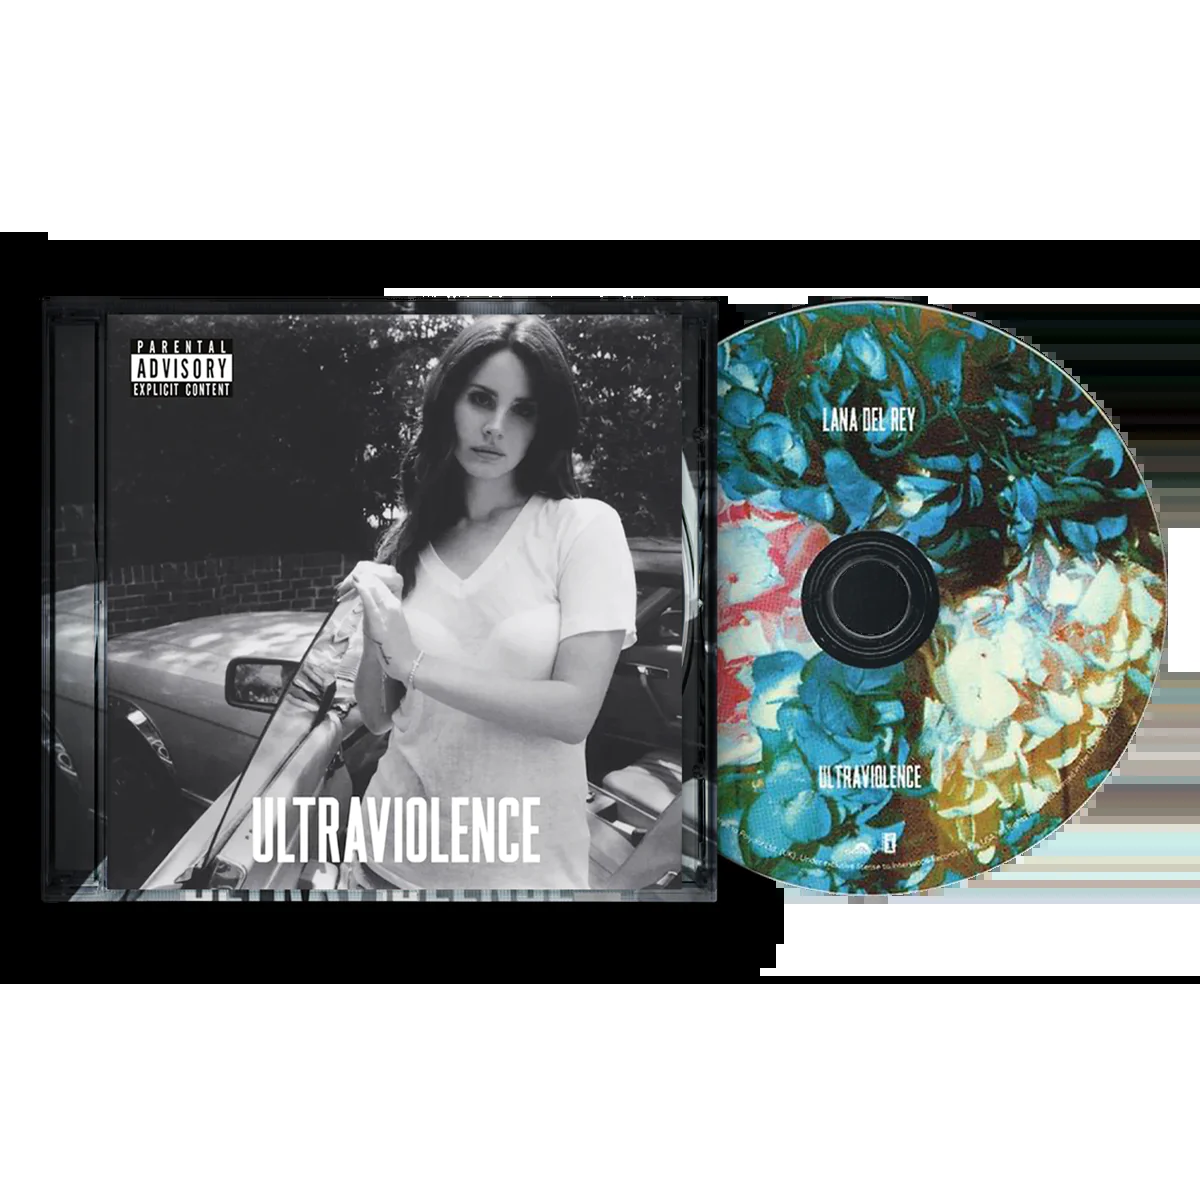 PARENTAL
ADVISORY
EXPLICIT CONTENT
ULTRAVIOLENCE
LANA DEL REY
ULTRAVIOLENCE